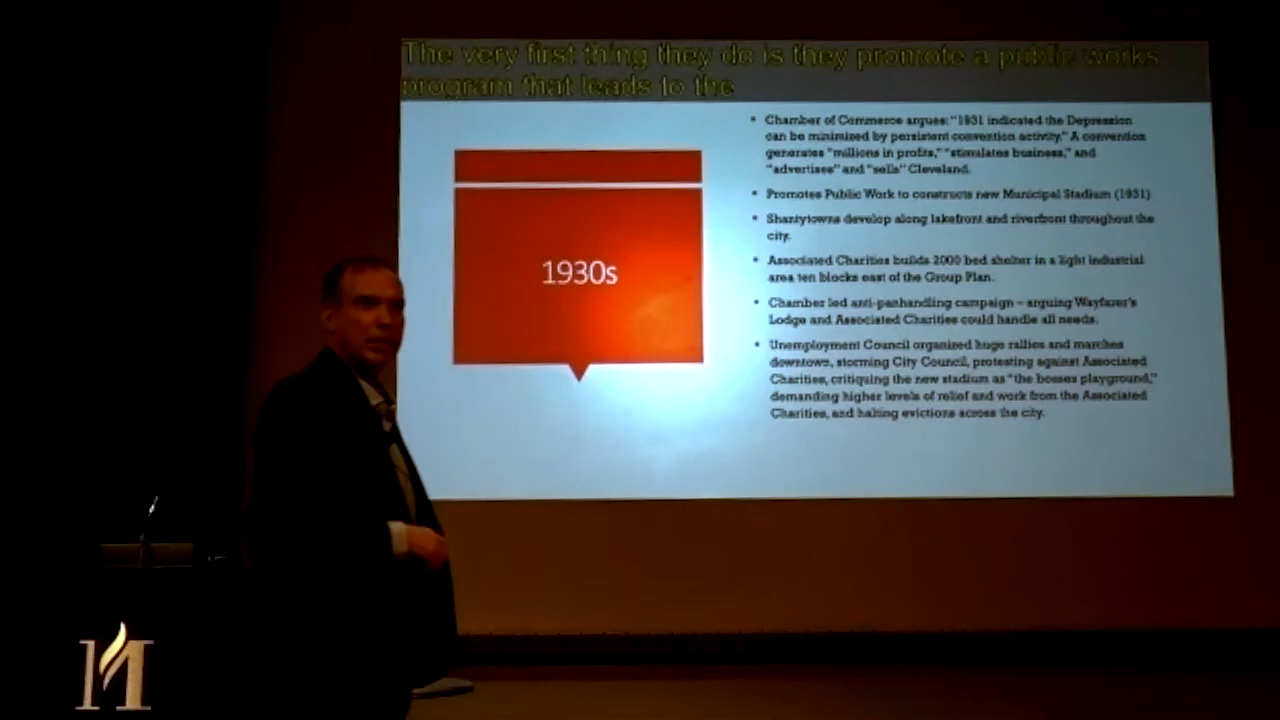 The very first thing they do is they promote a public works
program that leads to the
1930s
• Chamber of Commerce argues: "1931 indicated the Depression
can be minimized by persistent convention activity." A convention
generates "millions in profits," "stimulates business," and
"advertises" and "sells" Cleveland.
• Promotes Public Work to constructs new Municipal Stadium (1931)
• Shantytowns develop along lakefront and riverfront throughout the
city.
• Associated Charities builds 2000 bed shelter in a light industrial
area ten blocks east of the Group Plan.
• Chamber led anti-panhandling campaign – arguing Wayfarer's
Lodge and Associated Charities could handle all needs.
• Unemployment Council organized huge rallies and marches
downtown, storming City Council, protesting against Associated
Charities, critiquing the new stadium as "the bosses playground,"
demanding higher levels of relief and work from the Associated
Charities, and halting evictions across the city.